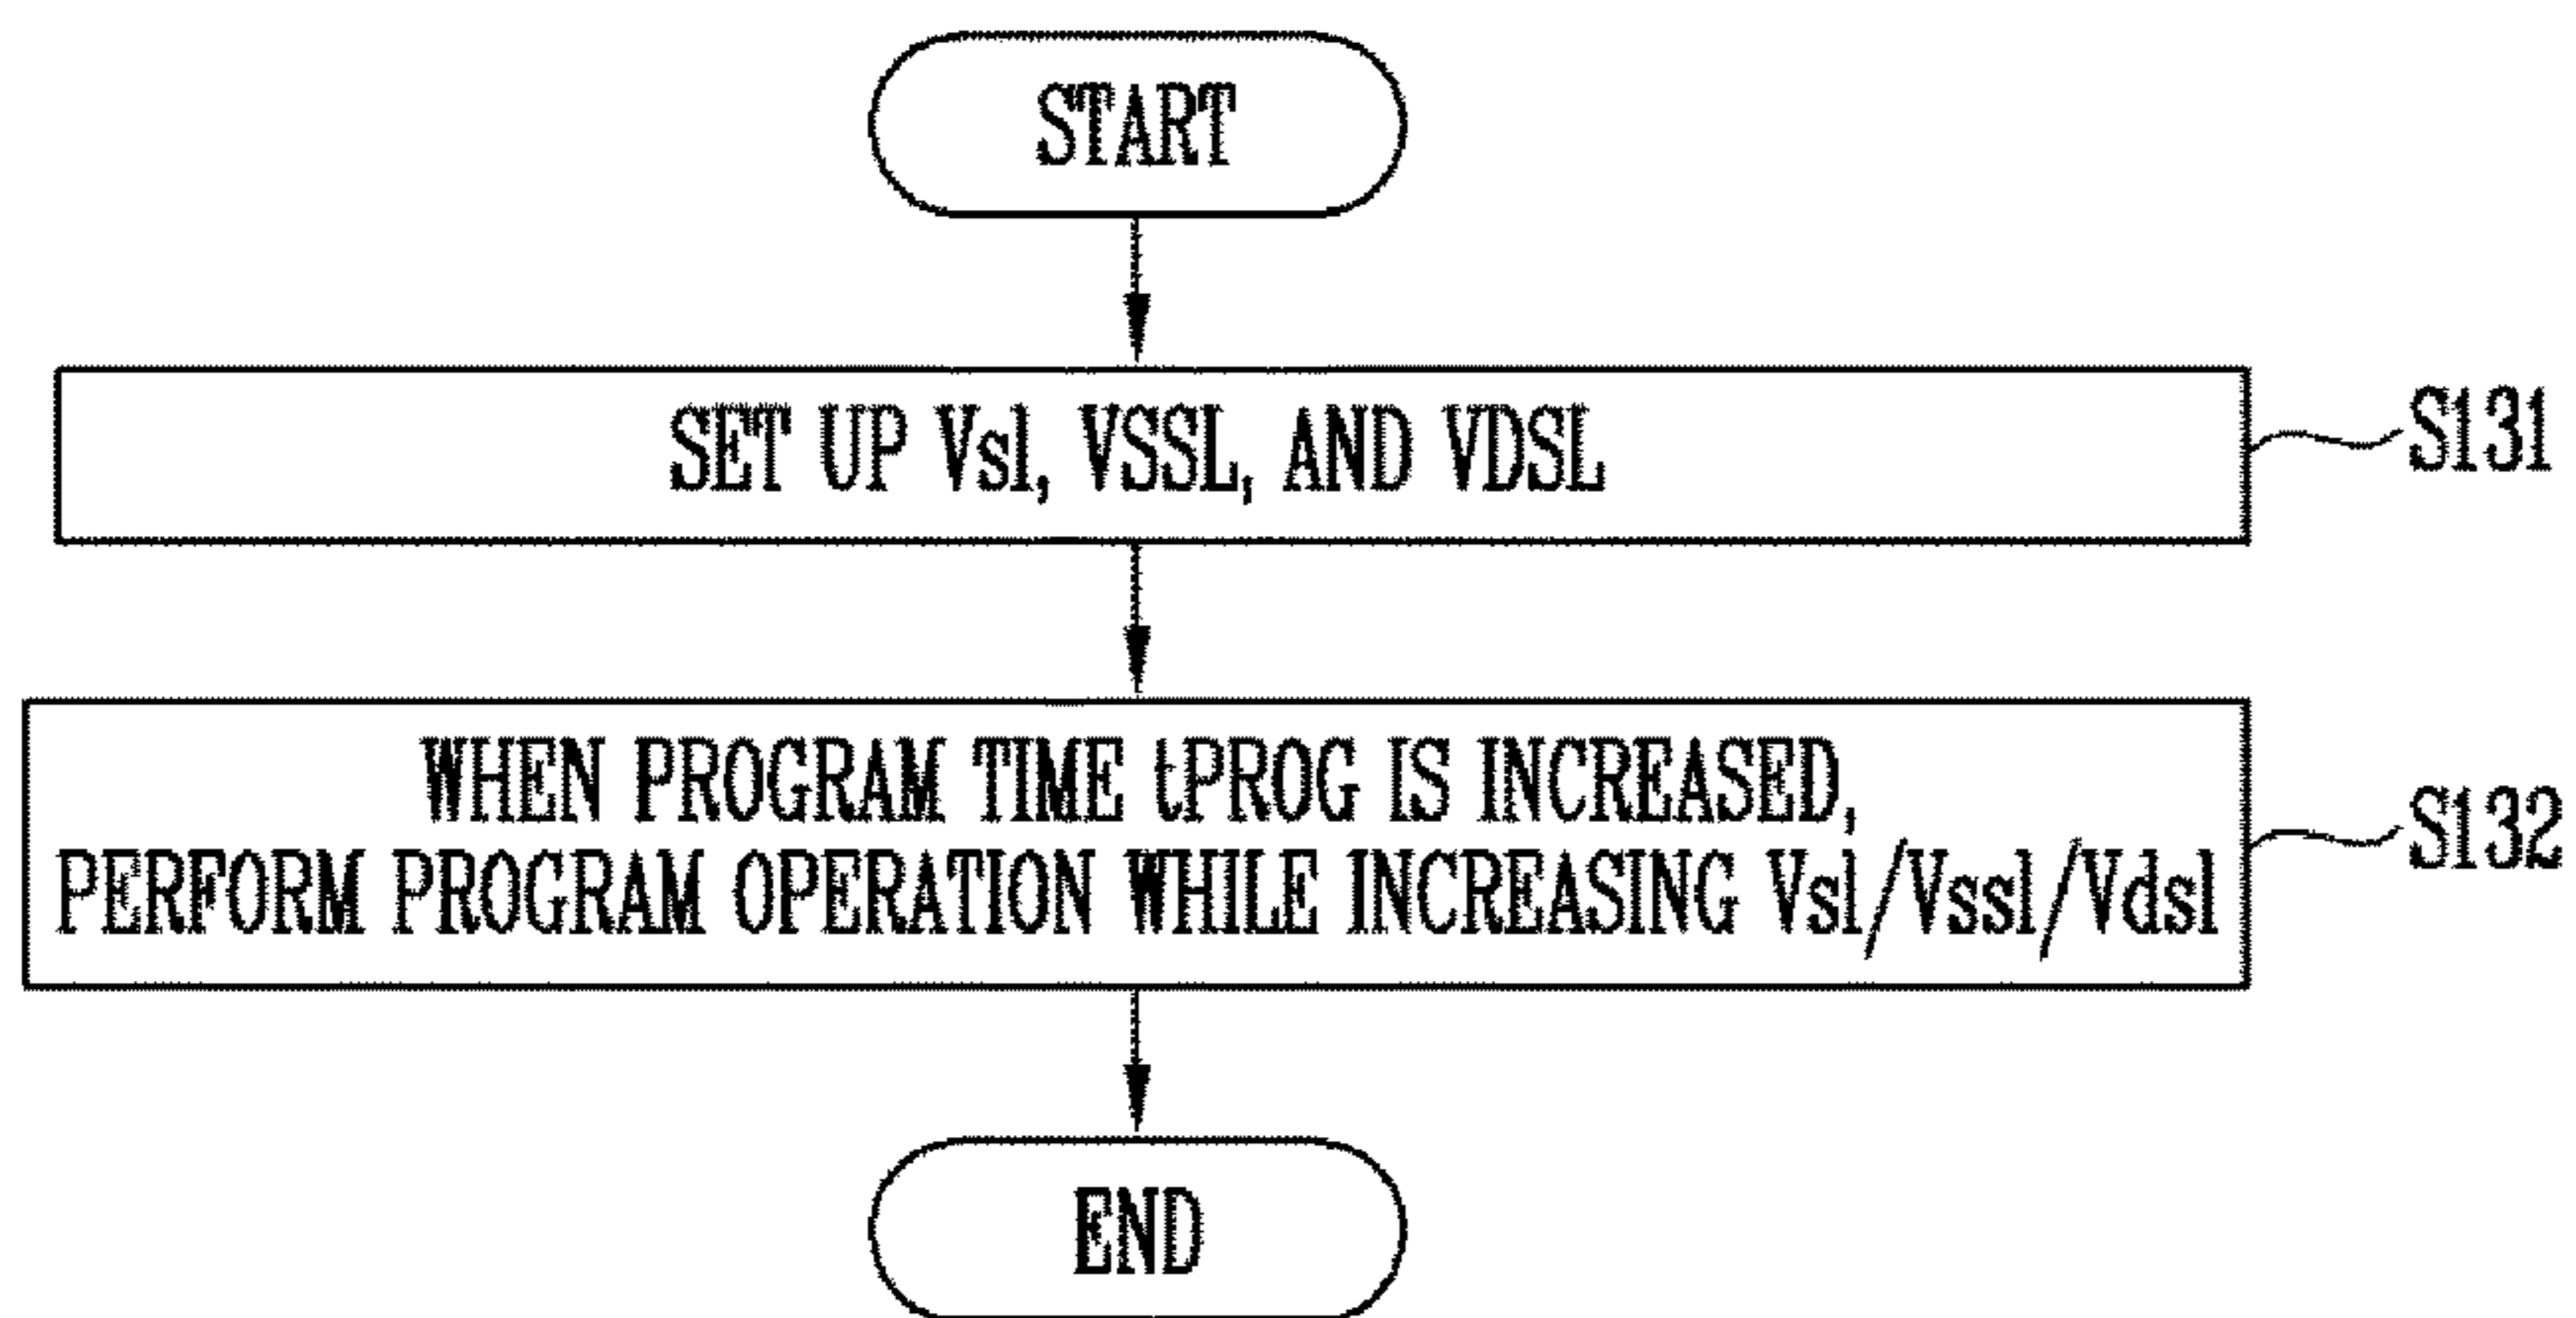 START
SET UP Vsl, VSSL, AND VDSL
S131
WHEN PROGRAM TIME tPROG IS INCREASED,
PERFORM PROGRAM OPERATION WHILE INCREASING Vsl/Vssl/Vdsl
S132
END